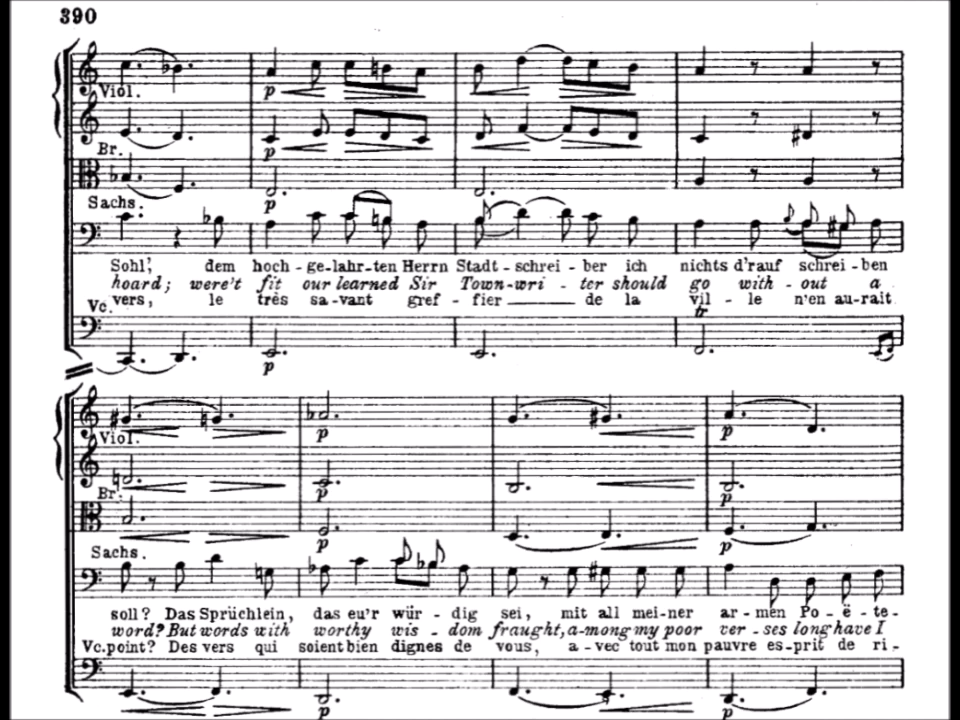 390
Viol.
p p
Br.
p
Sachs.
Sohl', dem hoch-ge-lahr-ten Herrn Stadt-schrei-ber ich nichts d'rauf schrei-ben
hoard; were't fit our learned Sir Town-wri-ter should go with-out a
vers, le très sa-vant gref-fier de la vil-le n'en au-rait
Vc. tr
p
Viol.
p p
Br.
p p
Sachs.
soll? Das Sprüchlein, das eu'r wür-dig sei, mit all mei-ner ar-men Po-ë-te-
word? But words with worthy wis-dom fraught, a-mong my poor ver-ses long have I
Vc. point? Des vers qui soient bien dignes de vous, a-vec tout mon pauvre es-prit de ri-
p p